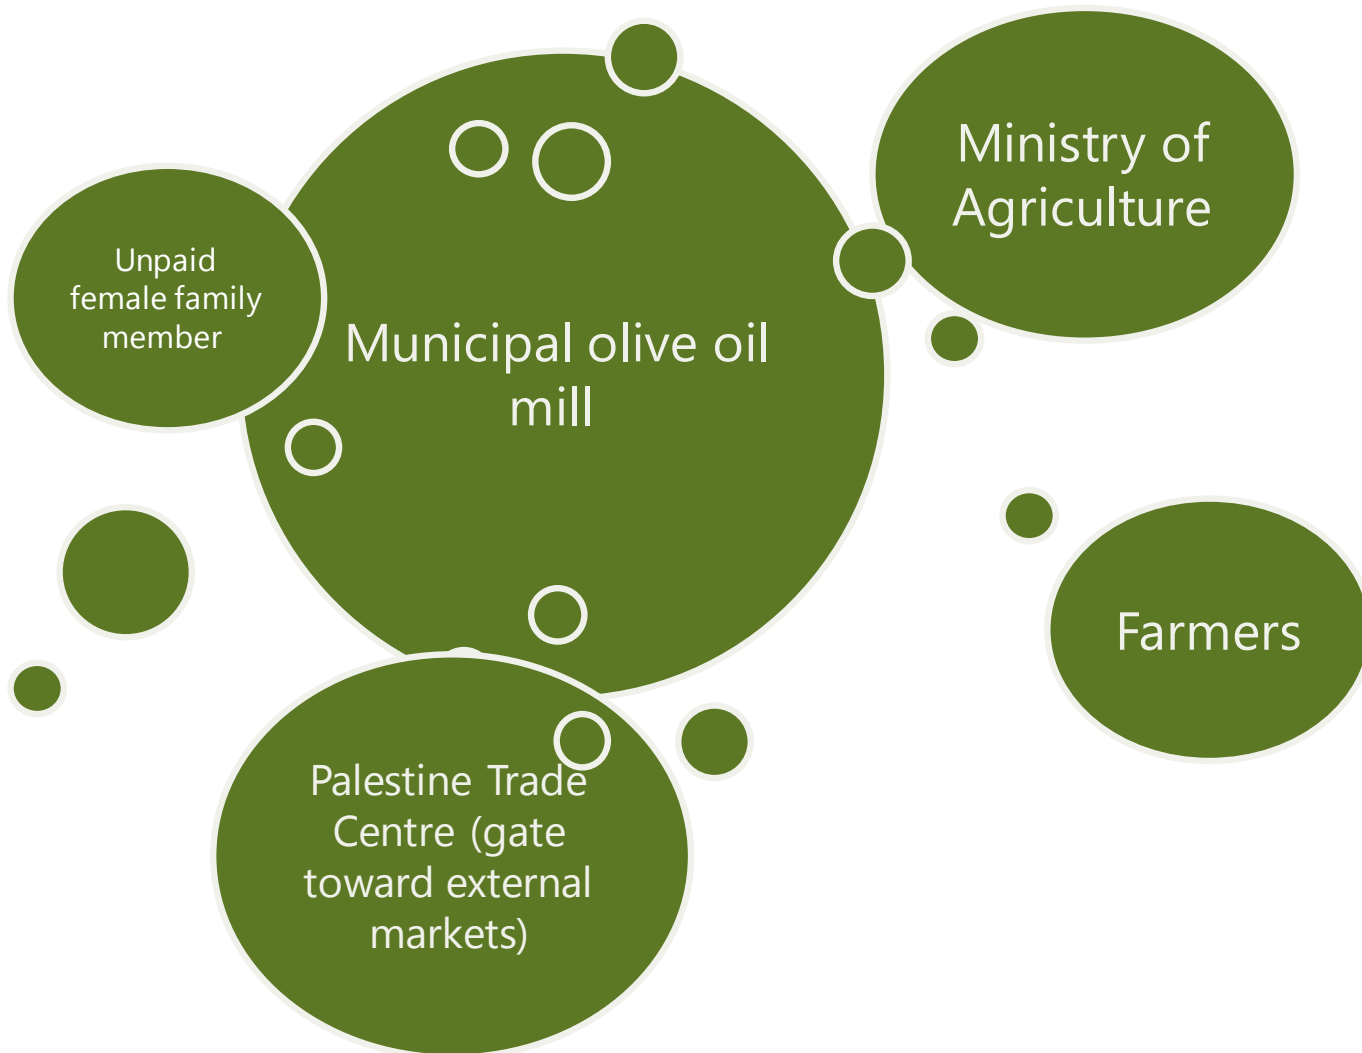 Ministry of
Agriculture
Unpaid
female family
member
Municipal olive oil
mill
Farmers
Palestine Trade
Centre (gate
toward external
markets)